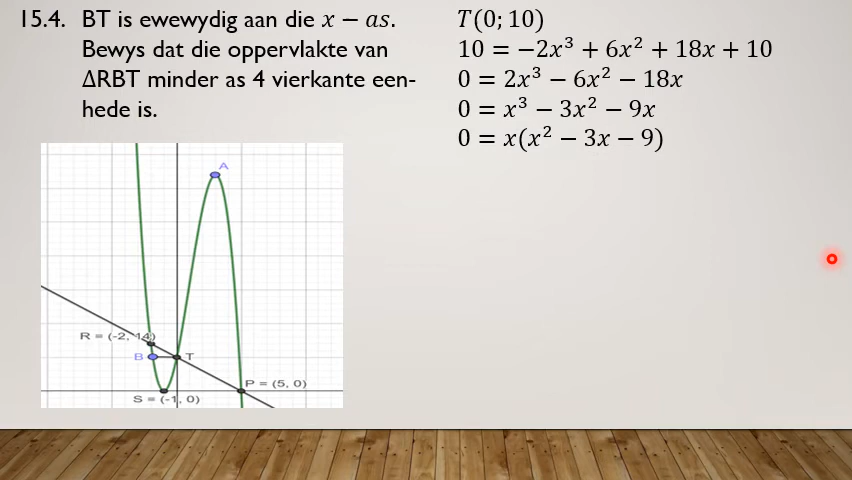 15.4. BT is ewewydig aan die x − as.
Bewys dat die oppervlakte van
ΔRBT minder as 4 vierkante een-
hede is.
T(0; 10)
10 = −2x³ + 6x² + 18x + 10
0 = 2x³ − 6x² − 18x
0 = x³ − 3x² − 9x
0 = x(x² − 3x − 9)
A
R = (-2, 14)
B
T
P = (5, 0)
S = (-1, 0)